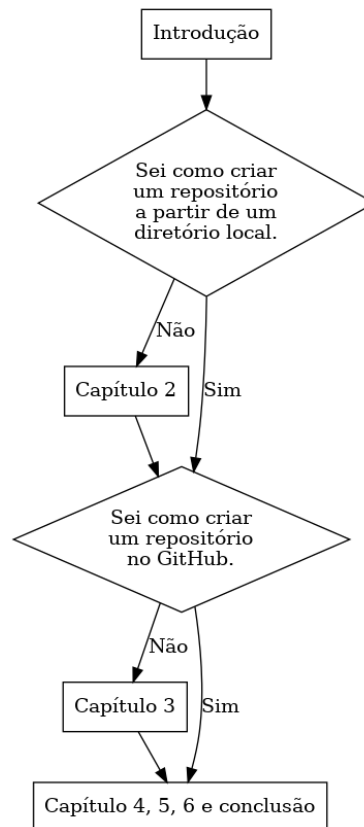 Introdução
Sei como criar
um repositório
a partir de um
diretório local.
Não
Capítulo 2
Sim
Sei como criar
um repositório
no GitHub.
Não
Capítulo 3
Sim
Capítulo 4, 5, 6 e conclusão